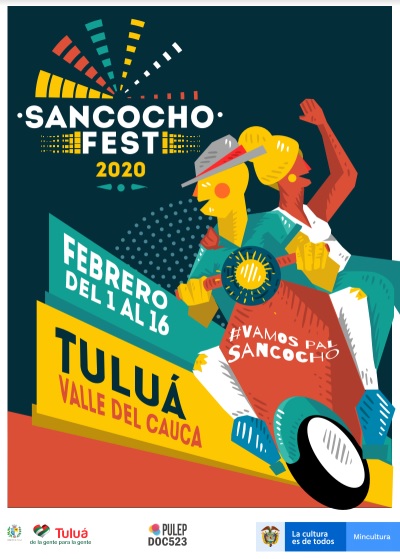 SANCOCHO
FEST
2020
FEBRERO
DEL 1 AL 16
#VAMOS PAL
SANCOCHO
TULUÁ
VALLE DEL CAUCA
Tuluá
de la gente para la gente
PULEP
DOC523
La cultura
es de todos
Mincultura